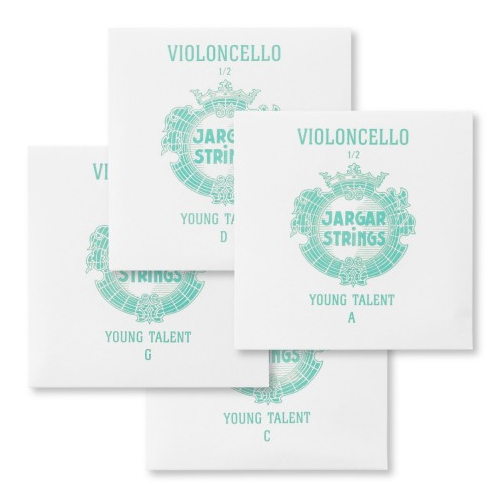 VIOLONCELLO
1/2
JARGAR
STRINGS
YOUNG TALENT
D
VIOLONCELLO
1/2
JARGAR
STRINGS
YOUNG TALENT
A
STRINGS
YOUNG TALENT
G
STRINGS
YOUNG TALENT
C